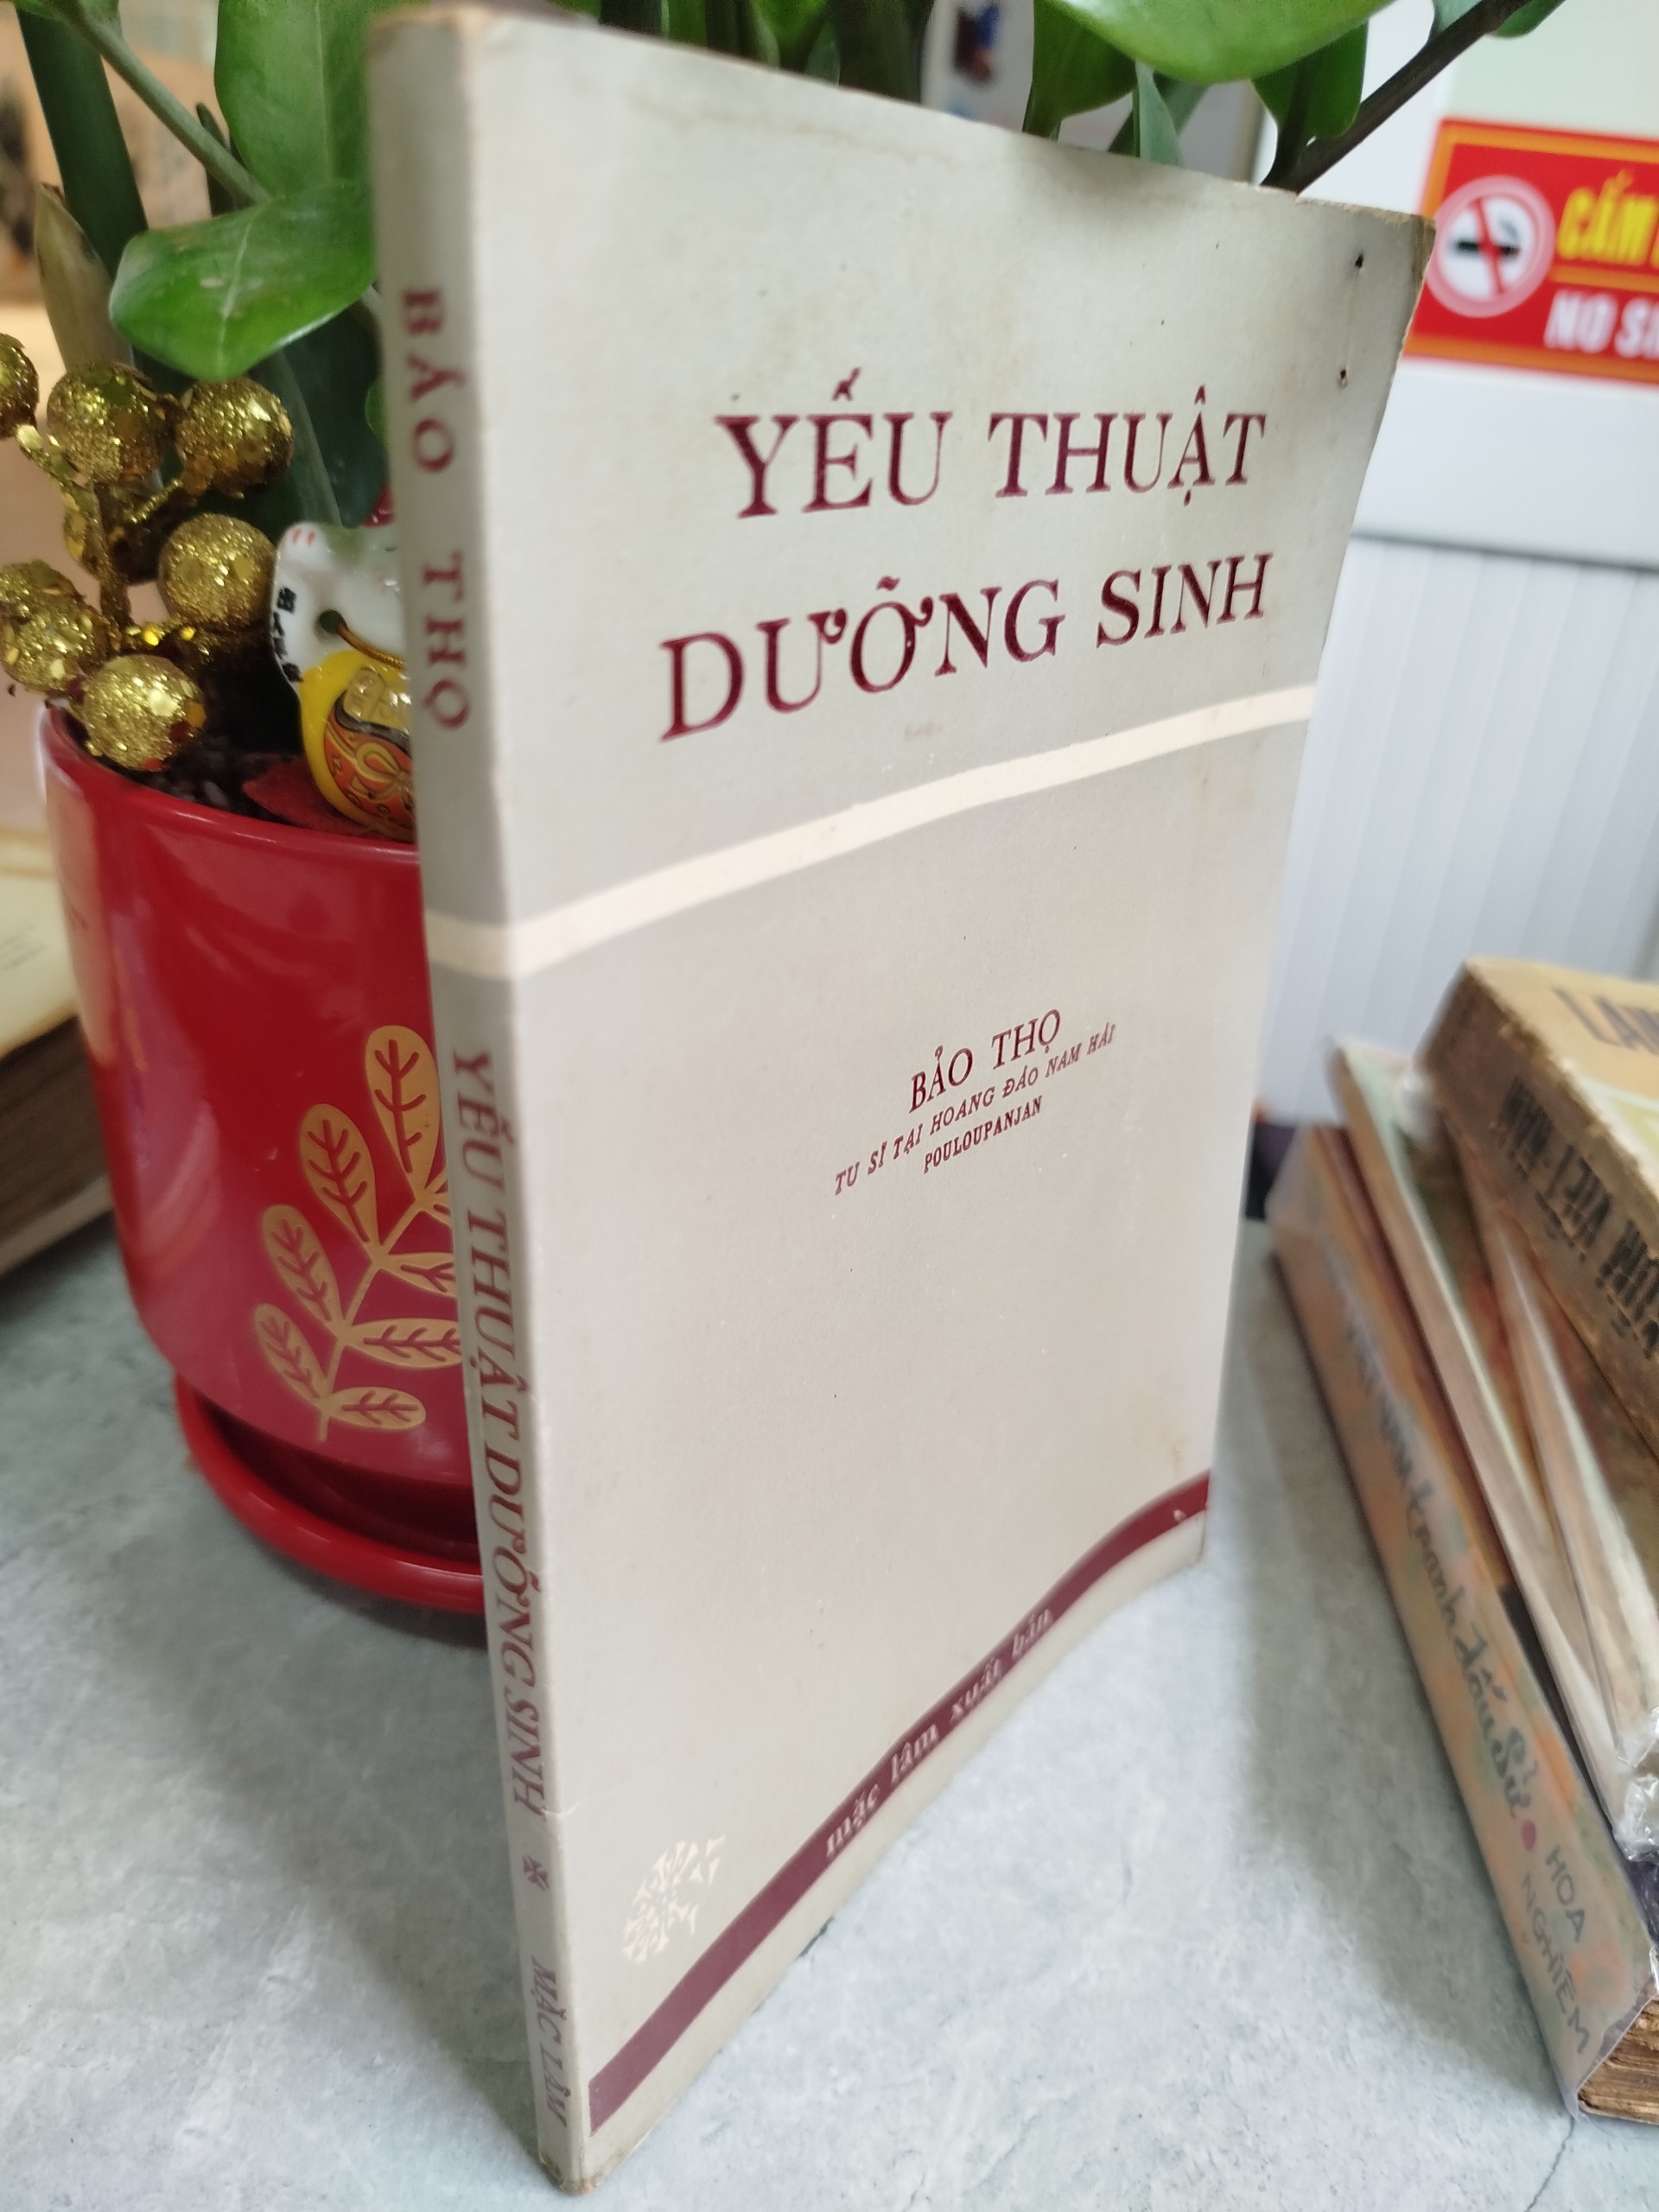 YẾU THUẬT
DƯỠNG SINH
BẢO THỌ
TU SĨ TẠI HOANG ĐẢO NAM HẢI
POULOUPANJAN
mặc lâm xuất bản
BẢO THỌ
YẾU THUẬT DƯỠNG SINH * MẶC LÂM
CẤM
NO
HOA NGHIÊM